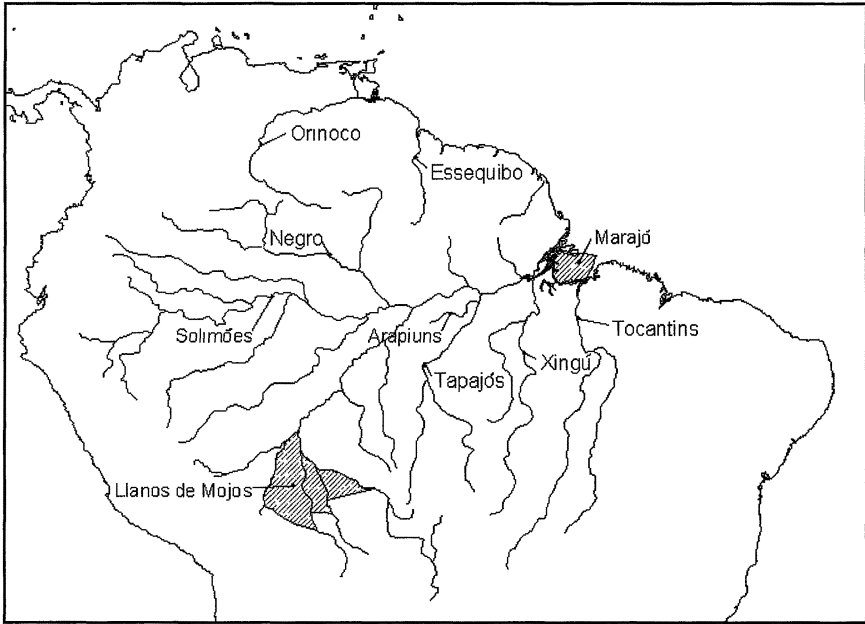 Orinoco
Essequibo
Negro
Marajó
Solimões
Arapiuns
Tocantins
Xingú
Tapajós
Llanos de Mojos